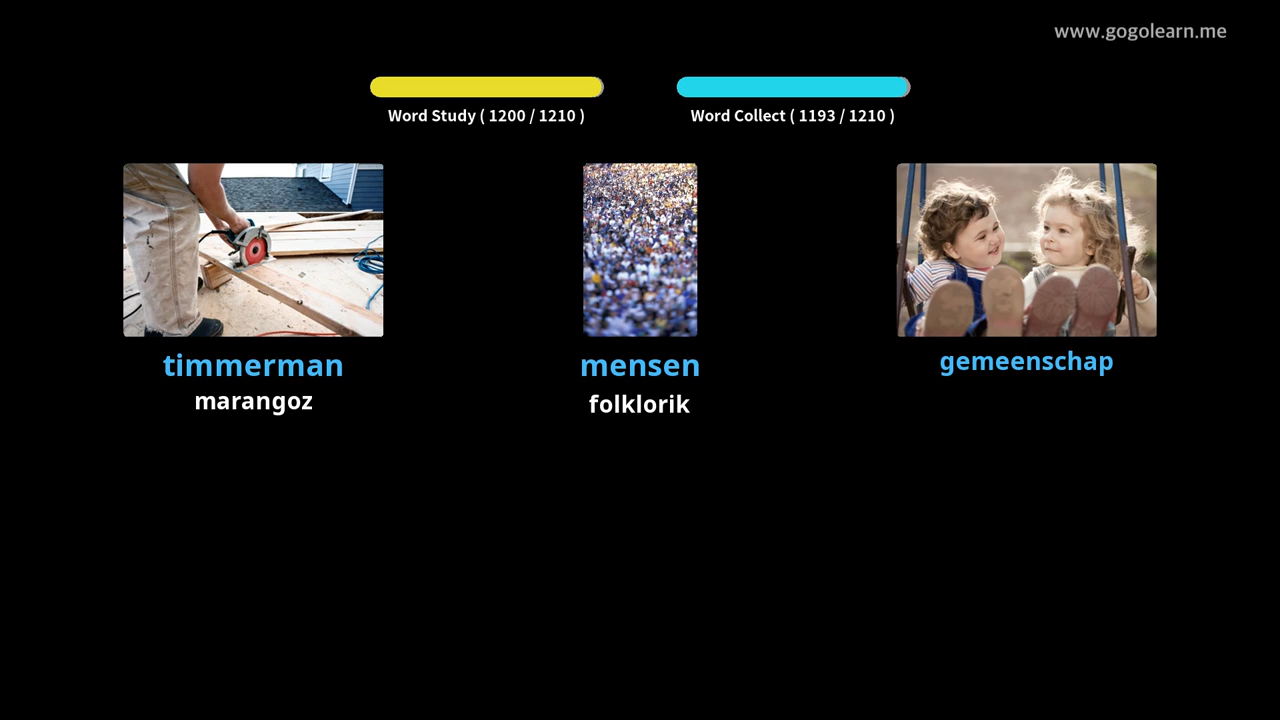 www.gogolearn.me
Word Study ( 1200 / 1210 )
Word Collect ( 1193 / 1210 )
timmerman
marangoz
mensen
folklorik
gemeenschap